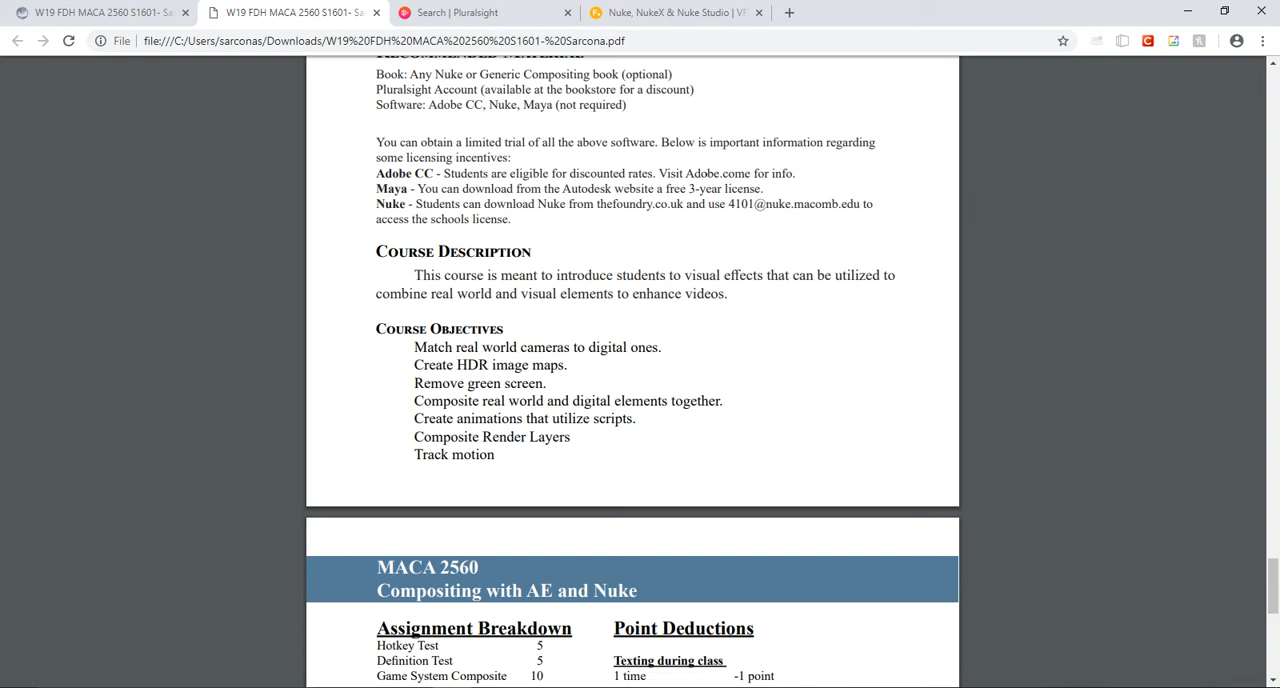 W19 FDH MACA 2560 S1601- Sa
W19 FDH MACA 2560 S1601- Sa
Search | Pluralsight
Nuke, NukeX & Nuke Studio | VF
File
file:///C:/Users/sarconas/Downloads/W19%20FDH%20MACA%202560%20S1601-%20Sarcona.pdf
RECOMMENDED MATERIAL
Book: Any Nuke or Generic Compositing book (optional)
Pluralsight Account (available at the bookstore for a discount)
Software: Adobe CC, Nuke, Maya (not required)
You can obtain a limited trial of all the above software. Below is important information regarding
some licensing incentives:
Adobe CC - Students are eligible for discounted rates. Visit Adobe.come for info.
Maya - You can download from the Autodesk website a free 3-year license.
Nuke - Students can download Nuke from thefoundry.co.uk and use 4101@nuke.macomb.edu to
access the schools license.
COURSE DESCRIPTION
This course is meant to introduce students to visual effects that can be utilized to
combine real world and visual elements to enhance videos.
COURSE OBJECTIVES
Match real world cameras to digital ones.
Create HDR image maps.
Remove green screen.
Composite real world and digital elements together.
Create animations that utilize scripts.
Composite Render Layers
Track motion
MACA 2560
Compositing with AE and Nuke
Assignment Breakdown Point Deductions
Hotkey Test 5
Definition Test 5 Texting during class
Game System Composite 10 1 time -1 point